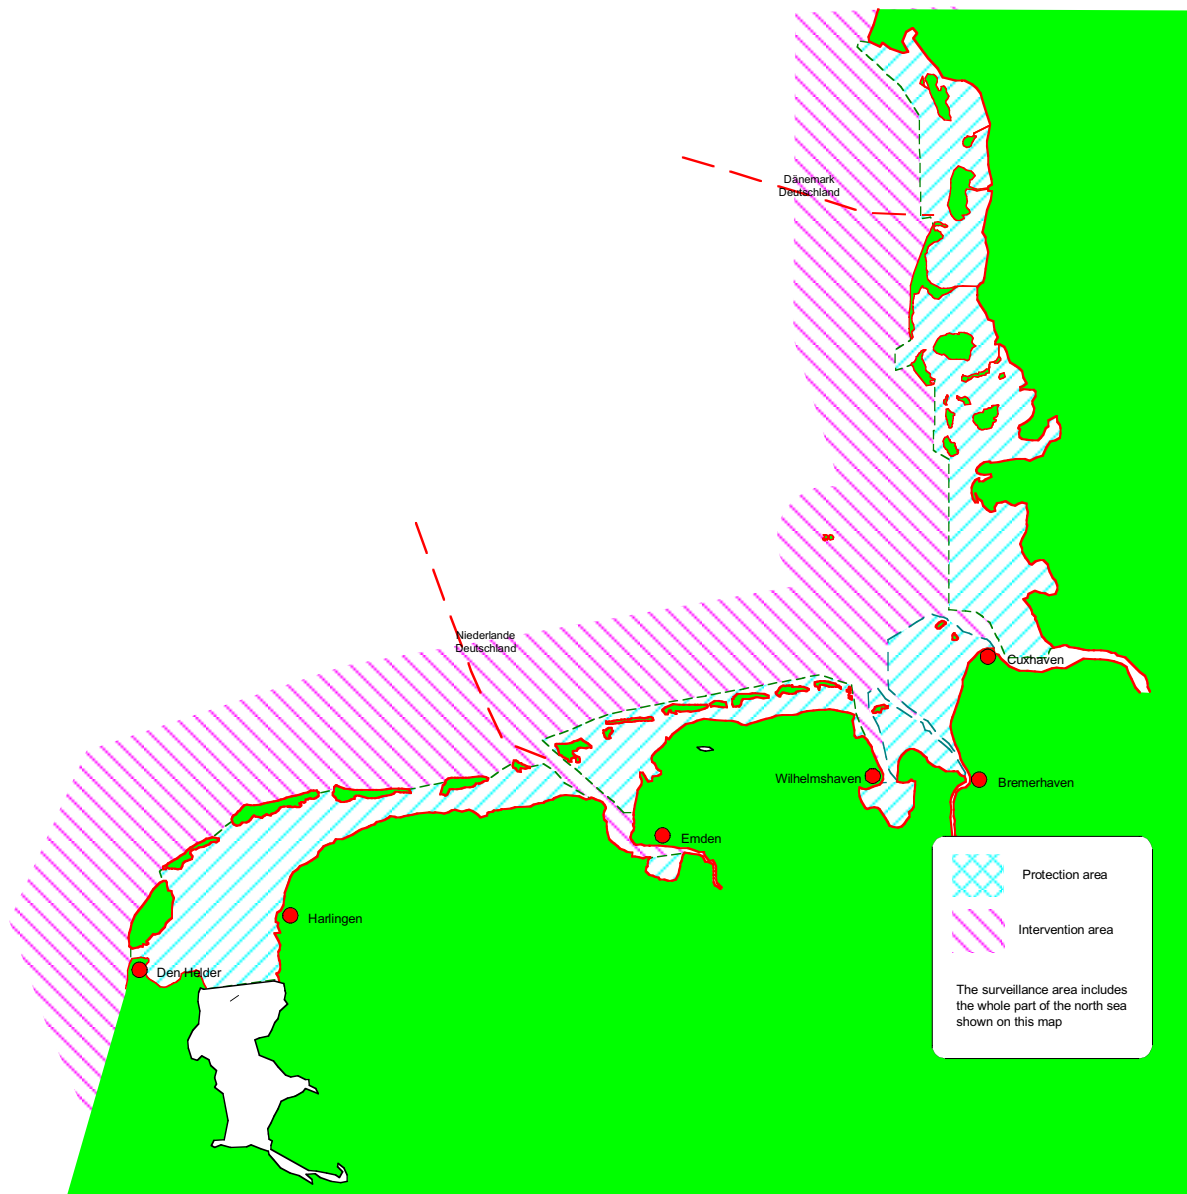 Dänemark
Deutschland
Niederlande
Deutschland
Cuxhaven
Wilhelmshaven
Bremerhaven
Emden
Harlingen
Den Helder
Protection area
Intervention area
The surveillance area includes
the whole part of the north sea
shown on this map